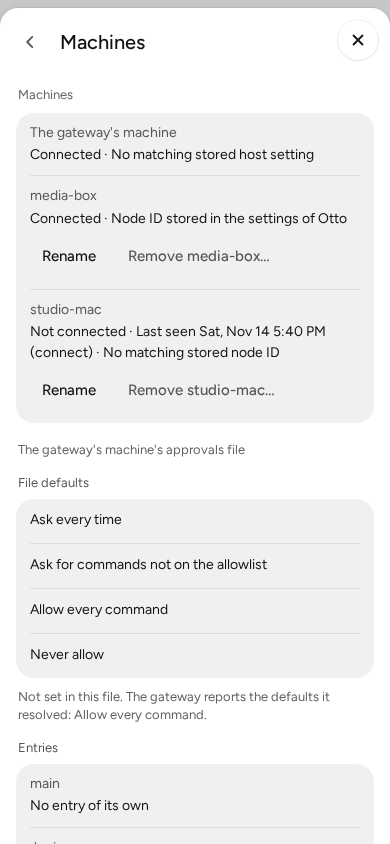 Machines
Machines
The gateway's machine
Connected · No matching stored host setting
media-box
Connected · Node ID stored in the settings of Otto
Rename
Remove media-box…
studio-mac
Not connected · Last seen Sat, Nov 14 5:40 PM
(connect) · No matching stored node ID
Rename
Remove studio-mac…
The gateway's machine's approvals file
File defaults
Ask every time
Ask for commands not on the allowlist
Allow every command
Never allow
Not set in this file. The gateway reports the defaults it
resolved: Allow every command.
Entries
main
No entry of its own